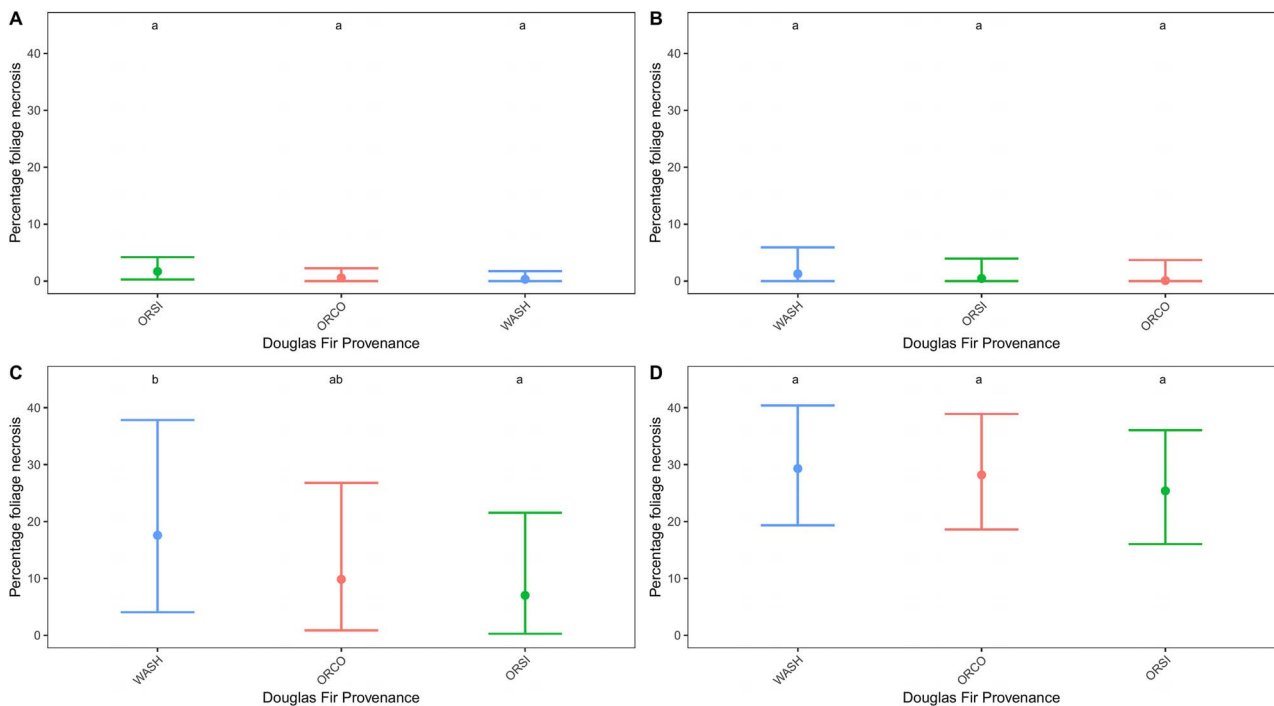 A
a a a
Percentage foliage necrosis
40
30
20
10
0
ORSI ORCO WASH
Douglas Fir Provenance
B
a a a
Percentage foliage necrosis
40
30
20
10
0
WASH ORSI ORCO
Douglas Fir Provenance
C
b ab a
Percentage foliage necrosis
40
30
20
10
0
WASH ORCO ORSI
Douglas Fir Provenance
D
a a a
Percentage foliage necrosis
40
30
20
10
0
WASH ORCO ORSI
Douglas Fir Provenance